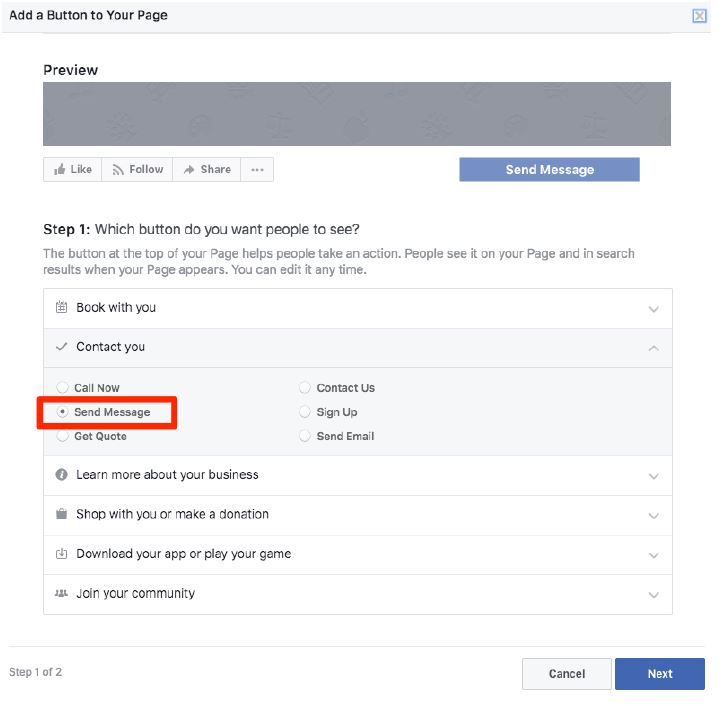 Add a Button to Your Page
Preview
Like Follow Share ...
Send Message
Step 1: Which button do you want people to see?
The button at the top of your Page helps people take an action. People see it on your Page and in search
results when your Page appears. You can edit it any time.
Book with you
Contact you
Call Now Contact Us
Send Message Sign Up
Get Quote Send Email
Learn more about your business
Shop with you or make a donation
Download your app or play your game
Join your community
Step 1 of 2
Cancel Next